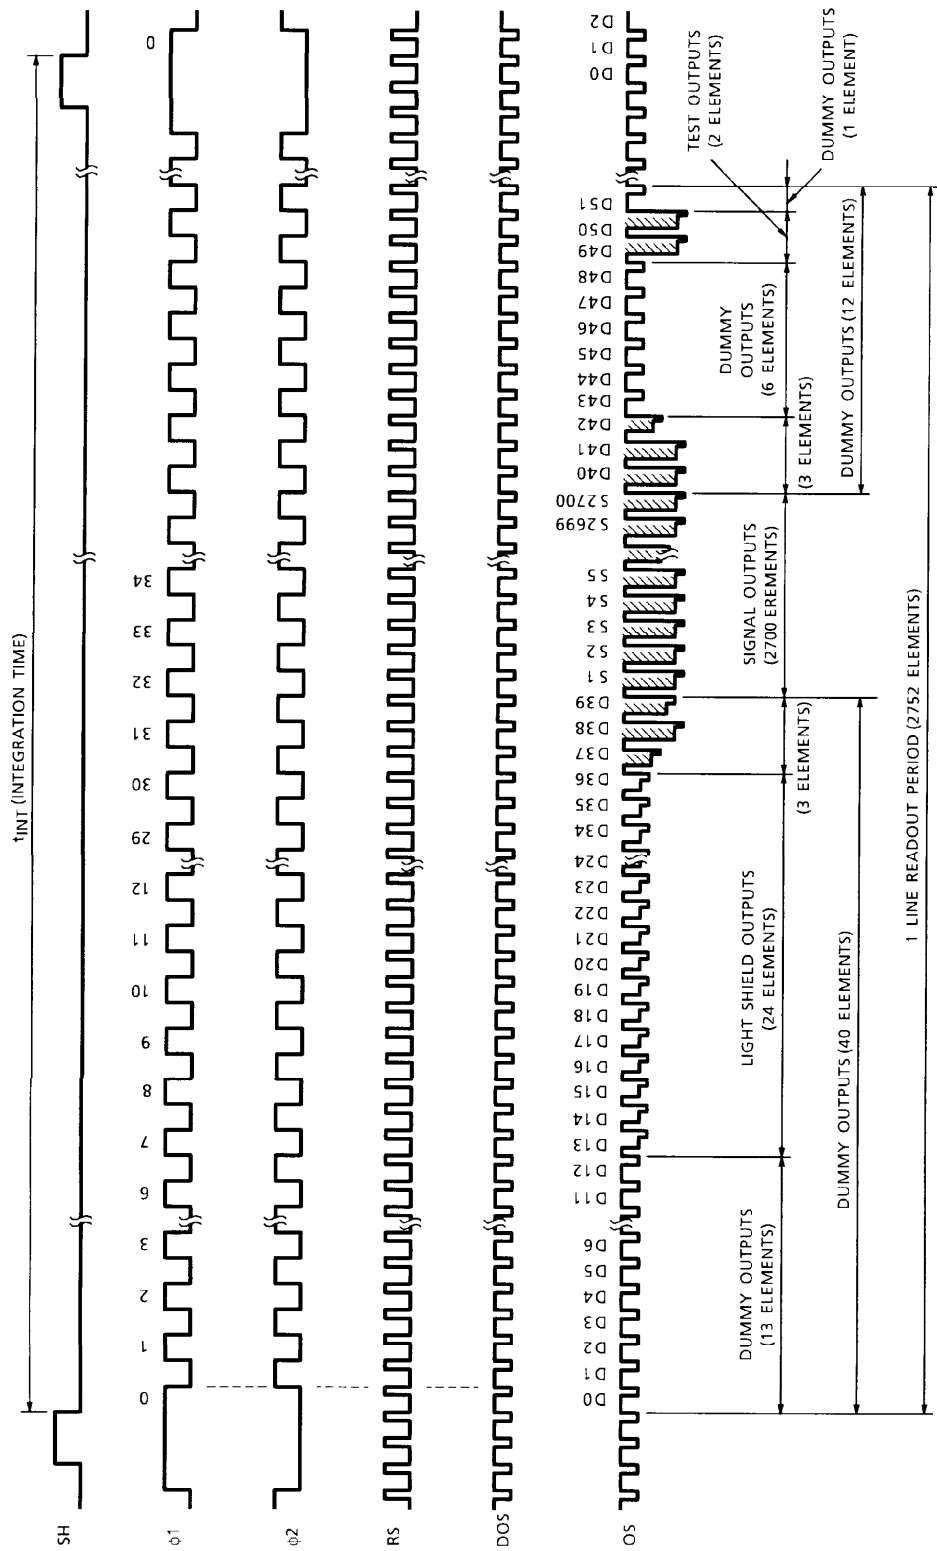 tINT (INTEGRATION TIME)
SH
φ1
0
1
2
3
6
7
8
9
10
11
12
29
30
31
32
33
34
0
φ2
RS
DOS
OS
D0
D1
D2
D3
D4
D5
D6
D11
D12
D13
D14
D15
D16
D17
D18
D19
D20
D21
D22
D23
D24
D34
D35
D36
D37
D38
D39
S1
S2
S3
S4
S5
S2699
S2700
D40
D41
D42
D43
D44
D45
D46
D47
D48
D49
D50
D51
D0
D1
D2
DUMMY OUTPUTS
(13 ELEMENTS)
LIGHT SHIELD OUTPUTS
(24 ELEMENTS)
(3 ELEMENTS)
SIGNAL OUTPUTS
(2700 EREMENTS)
(3 ELEMENTS)
DUMMY
OUTPUTS
(6 ELEMENTS)
TEST OUTPUTS
(2 ELEMENTS)
DUMMY OUTPUTS
(1 ELEMENT)
DUMMY OUTPUTS (40 ELEMENTS)
DUMMY OUTPUTS (12 ELEMENTS)
1 LINE READOUT PERIOD (2752 ELEMENTS)